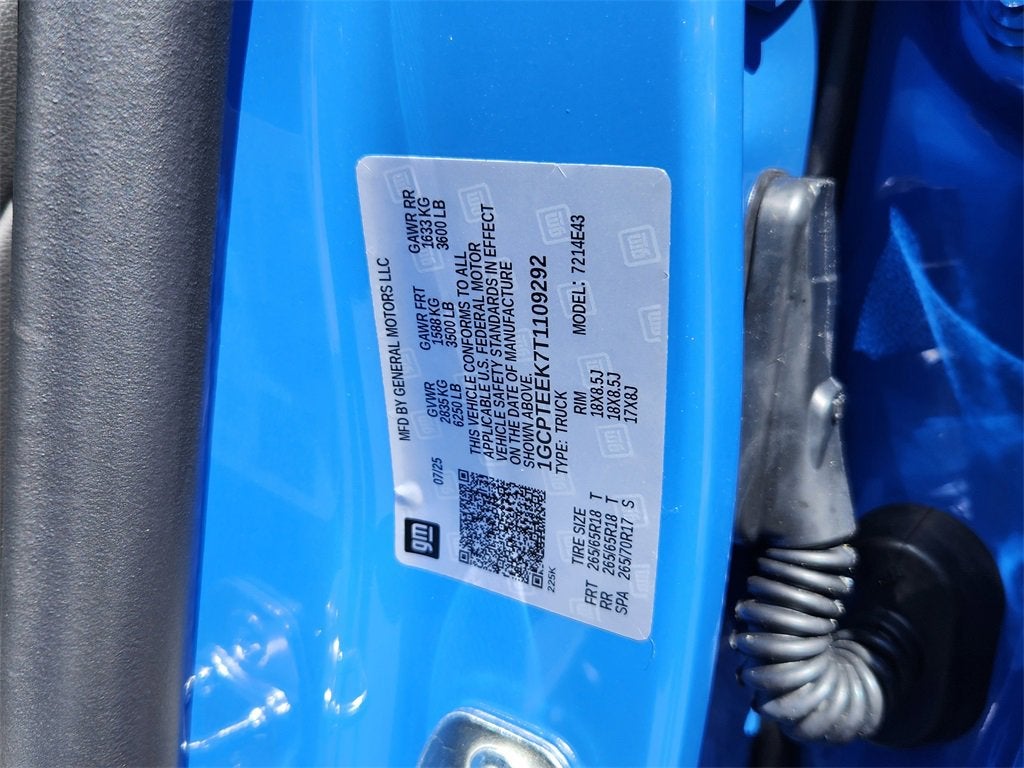 gm
MFD BY GENERAL MOTORS LLC
07/25
GVWR GAWR FRT GAWR RR
2835 KG 1588 KG 1633 KG
6250 LB 3500 LB 3600 LB
THIS VEHICLE CONFORMS TO ALL
APPLICABLE U.S. FEDERAL MOTOR
VEHICLE SAFETY STANDARDS IN EFFECT
ON THE DATE OF MANUFACTURE
SHOWN ABOVE.
1GCPTEEK7T1109292
TYPE: TRUCK MODEL: 7214E43
225K
TIRE SIZE RIM
FRT 265/65R18 T 18X8.5J
RR 265/65R18 T 18X8.5J
SPA 265/70R17 S 17X8J